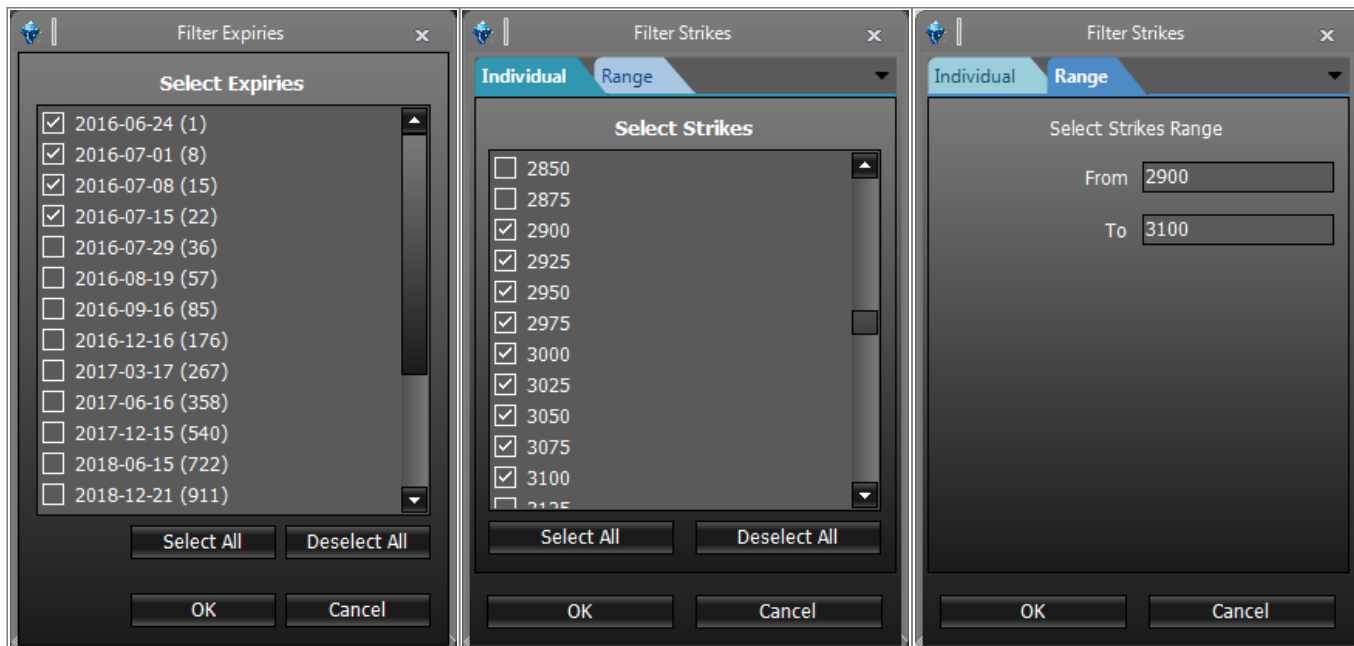 Filter Expiries
Select Expiries
2016-06-24 (1)
2016-07-01 (8)
2016-07-08 (15)
2016-07-15 (22)
2016-07-29 (36)
2016-08-19 (57)
2016-09-16 (85)
2016-12-16 (176)
2017-03-17 (267)
2017-06-16 (358)
2017-12-15 (540)
2018-06-15 (722)
2018-12-21 (911)
Select All Deselect All
OK Cancel
Filter Strikes
Individual Range
Select Strikes
2850
2875
2900
2925
2950
2975
3000
3025
3050
3075
3100
3125
Select All Deselect All
OK Cancel
Filter Strikes
Individual Range
Select Strikes Range
From 2900
To 3100
OK Cancel